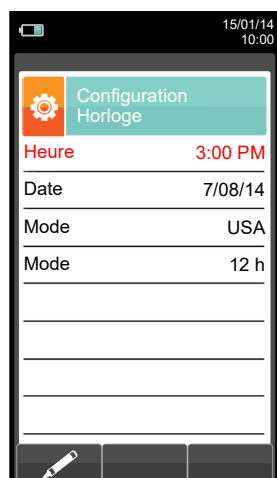 15/01/14
10:00
Configuration
Horloge
Heure 3:00 PM
Date 7/08/14
Mode USA
Mode 12 h